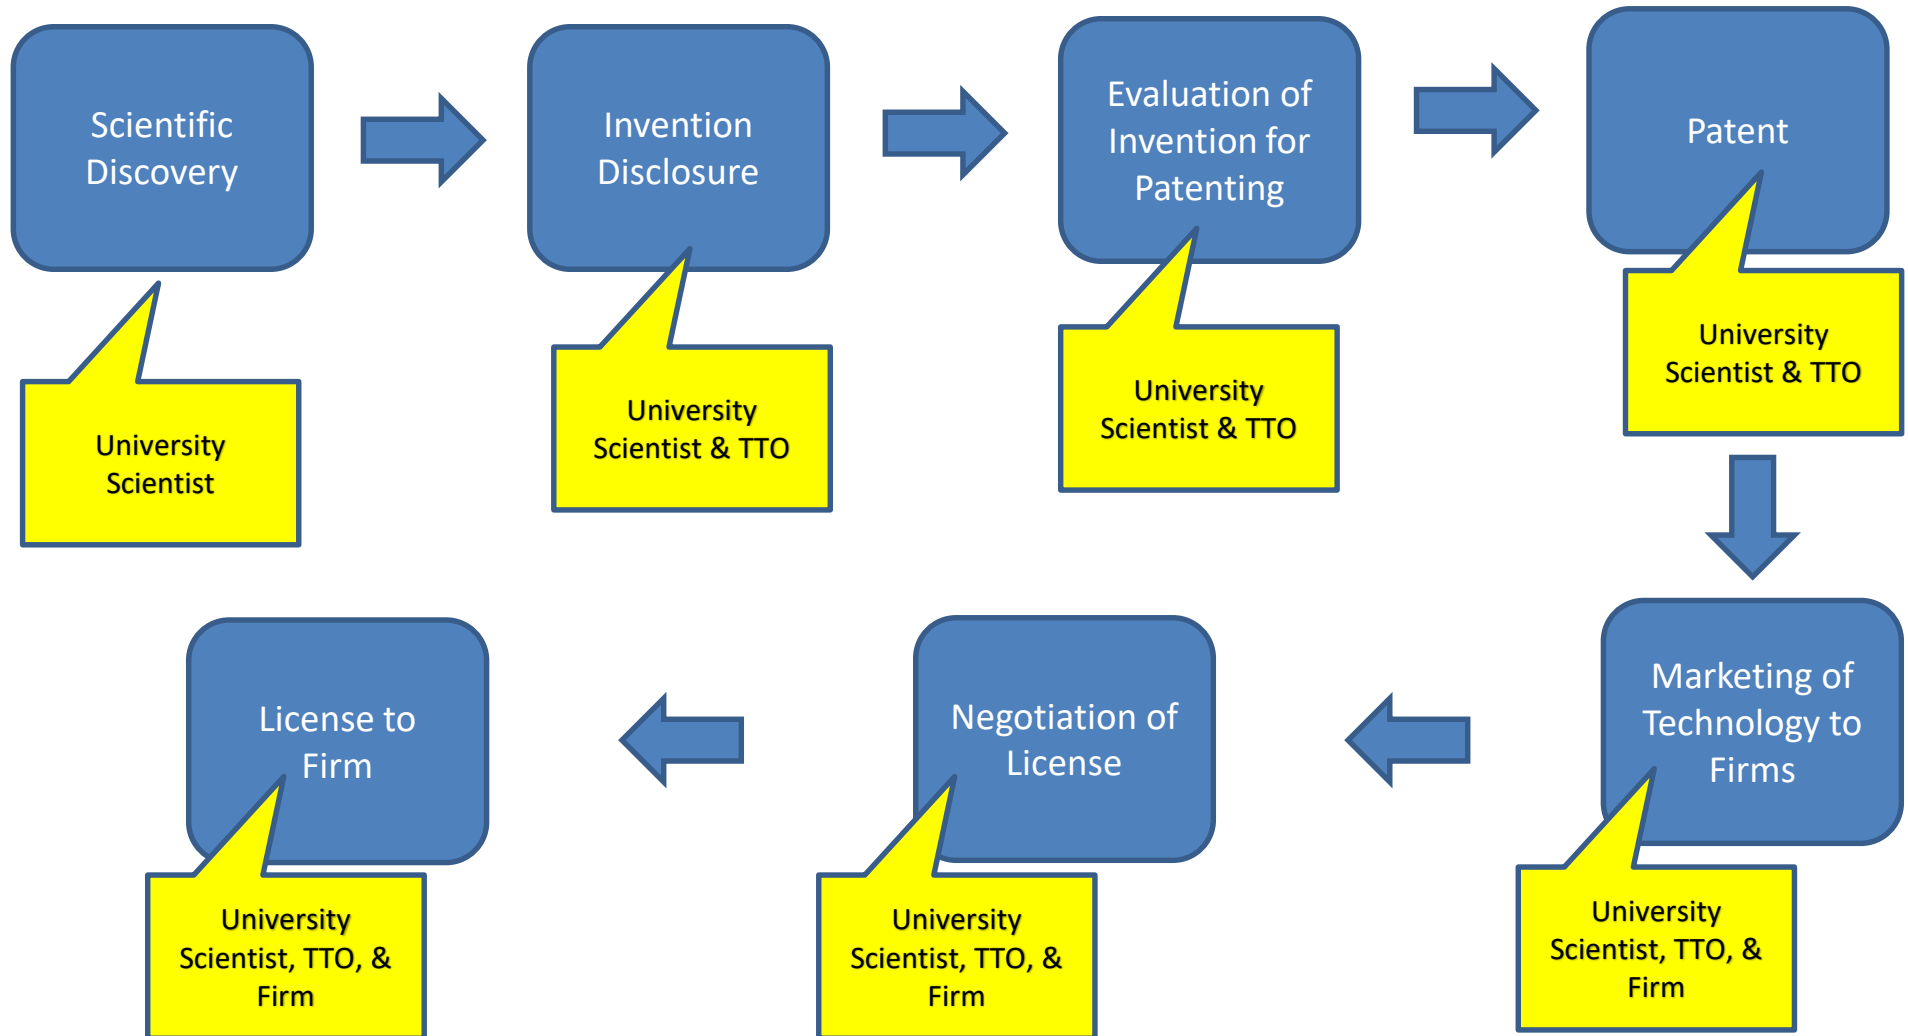 Scientific
Discovery
Invention
Disclosure
Evaluation of
Invention for
Patenting
Patent
University
Scientist
University
Scientist & TTO
University
Scientist & TTO
University
Scientist & TTO
Marketing of
Technology to
Firms
University
Scientist, TTO, &
Firm
Negotiation of
License
University
Scientist, TTO, &
Firm
License to
Firm
University
Scientist, TTO, &
Firm